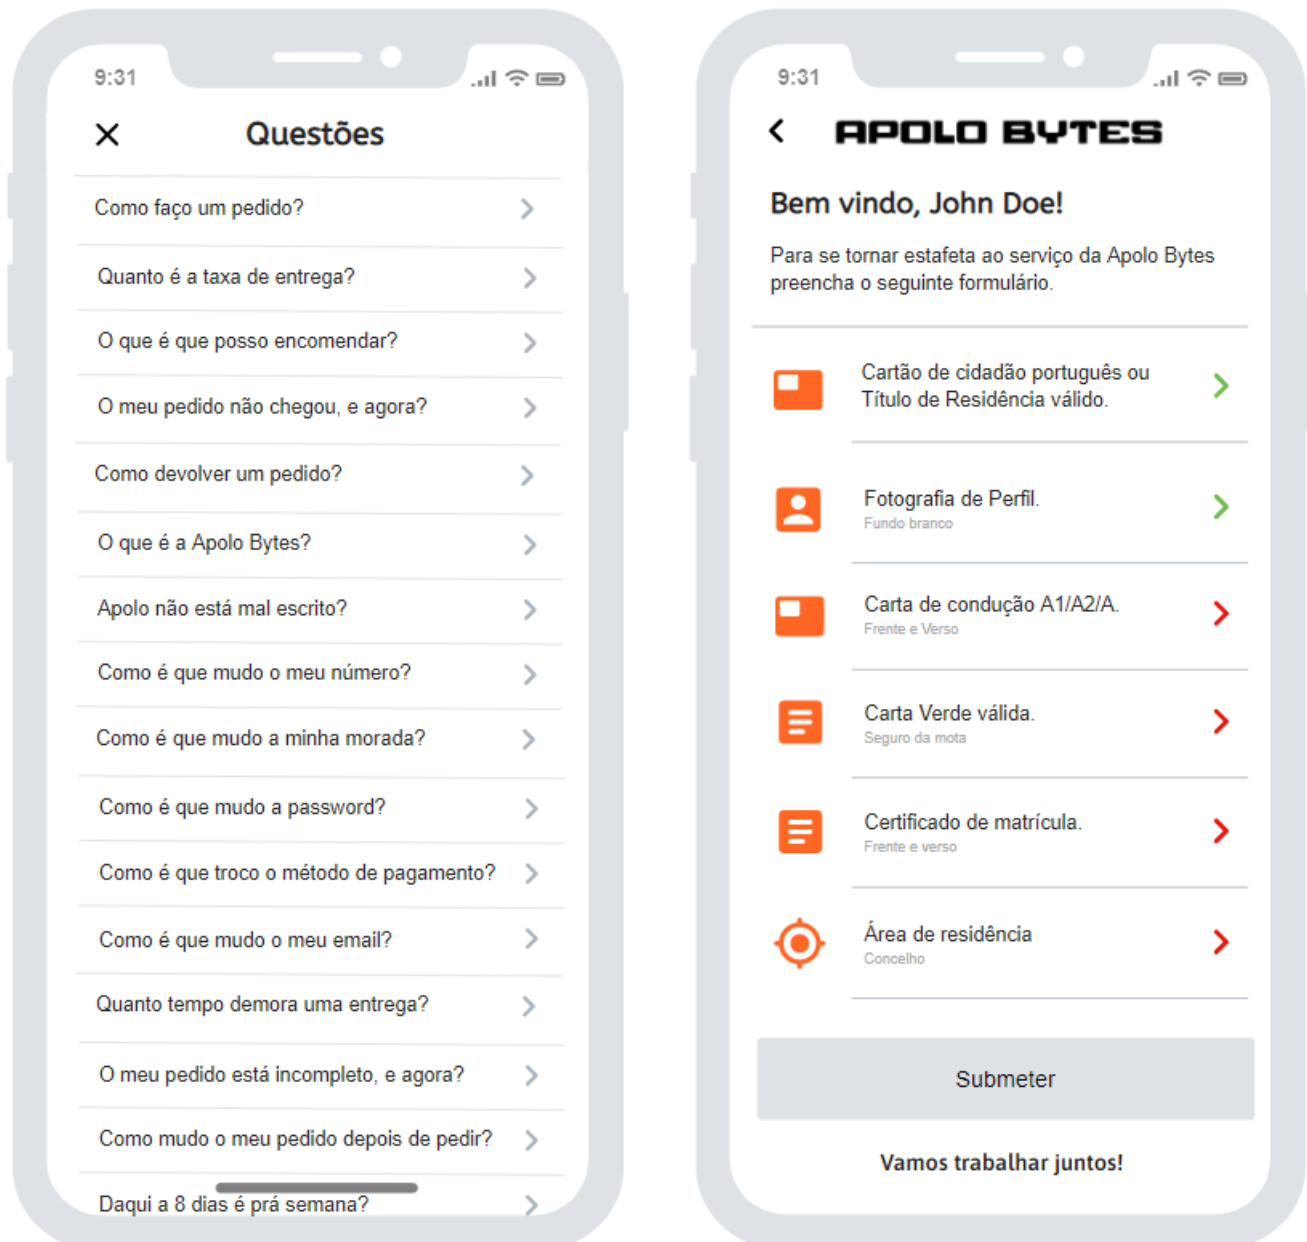 9:31
Questões
Como faço um pedido?
Quanto é a taxa de entrega?
O que é que posso encomendar?
O meu pedido não chegou, e agora?
Como devolver um pedido?
O que é a Apolo Bytes?
Apolo não está mal escrito?
Como é que mudo o meu número?
Como é que mudo a minha morada?
Como é que mudo a password?
Como é que troco o método de pagamento?
Como é que mudo o meu email?
Quanto tempo demora uma entrega?
O meu pedido está incompleto, e agora?
Como mudo o meu pedido depois de pedir?
Daqui a 8 dias é prá semana?
9:31
APOLO BYTES
Bem vindo, John Doe!
Para se tornar estafeta ao serviço da Apolo Bytes
preencha o seguinte formulário.
Cartão de cidadão português ou
Título de Residência válido.
Fotografia de Perfil.
Fundo branco
Carta de condução A1/A2/A.
Frente e Verso
Carta Verde válida.
Seguro da mota
Certificado de matrícula.
Frente e verso
Área de residência
Concelho
Submeter
Vamos trabalhar juntos!